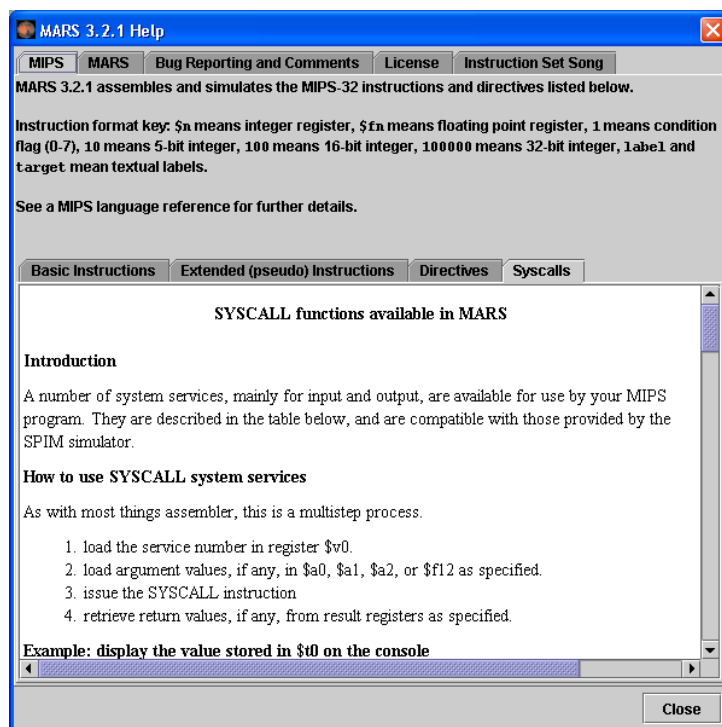 MARS 3.2.1 Help
MIPS MARS Bug Reporting and Comments License Instruction Set Song
MARS 3.2.1 assembles and simulates the MIPS-32 instructions and directives listed below.
Instruction format key: $n means integer register, $fn means floating point register, 1 means condition
flag (0-7), 10 means 5-bit integer, 100 means 16-bit integer, 100000 means 32-bit integer, label and
target mean textual labels.
See a MIPS language reference for further details.
Basic Instructions Extended (pseudo) Instructions Directives Syscalls
SYSCALL functions available in MARS
Introduction
A number of system services, mainly for input and output, are available for use by your MIPS
program. They are described in the table below, and are compatible with those provided by the
SPIM simulator.
How to use SYSCALL system services
As with most things assembler, this is a multistep process.
1. load the service number in register $v0.
2. load argument values, if any, in $a0, $a1, $a2, or $f12 as specified.
3. issue the SYSCALL instruction
4. retrieve return values, if any, from result registers as specified.
Example: display the value stored in $t0 on the console
Close